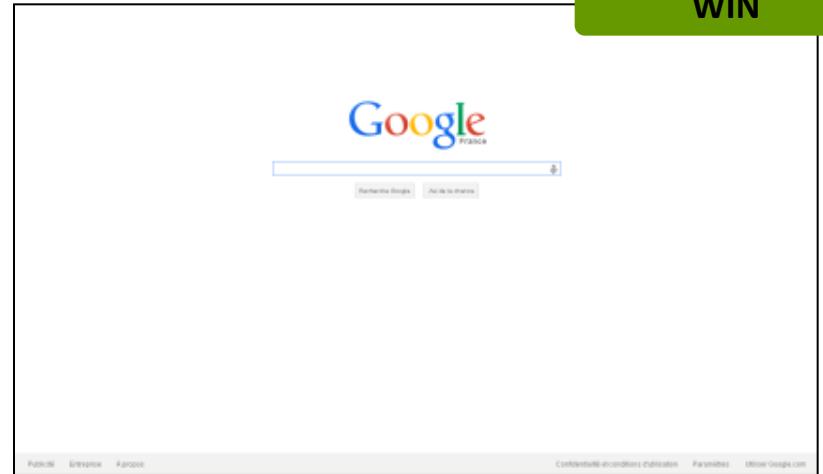 WIN
Google
France
Recherche Google J'ai de la chance
Publicité Entreprise À propos Confidentialité et conditions d'utilisation Paramètres Utiliser Google.com